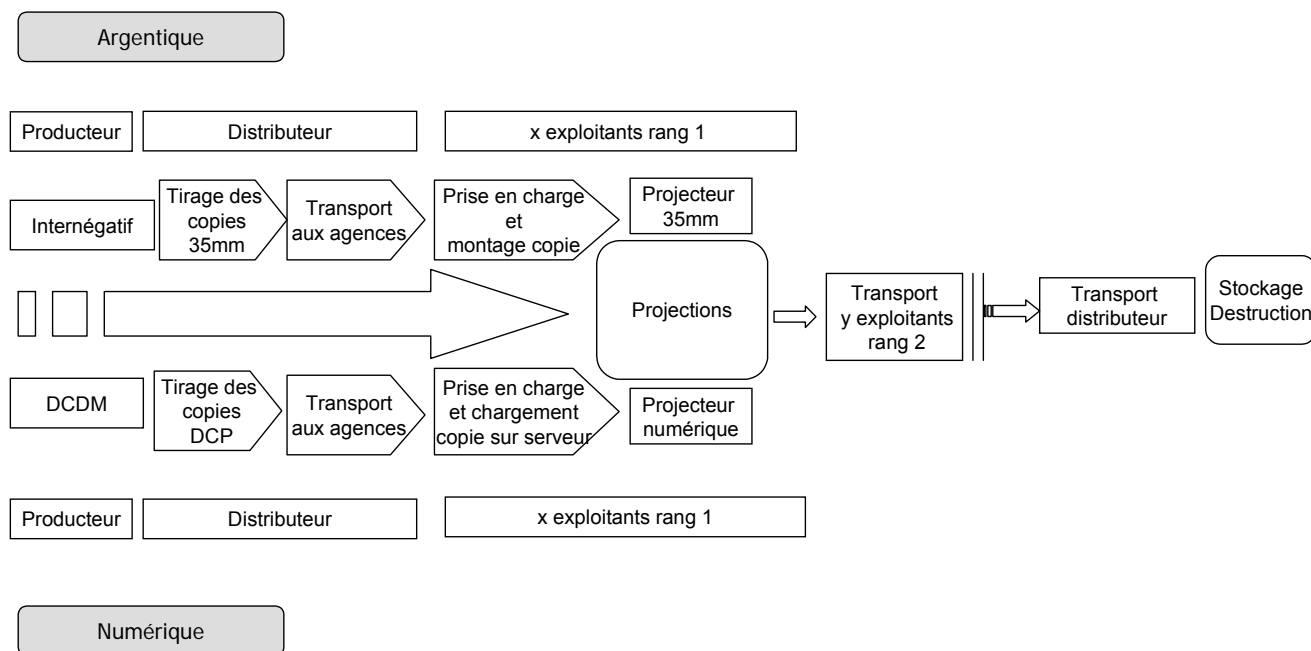 Argentique
Producteur
Distributeur
x exploitants rang 1
Internégatif
Tirage des
copies
35mm
Transport
aux agences
Prise en charge
et
montage copie
Projecteur
35mm
Projections
Transport
y exploitants
rang 2
Transport
distributeur
Stockage
Destruction
DCDM
Tirage des
copies
DCP
Transport
aux agences
Prise en charge
et chargement
copie sur serveur
Projecteur
numérique
Producteur
Distributeur
x exploitants rang 1
Numérique